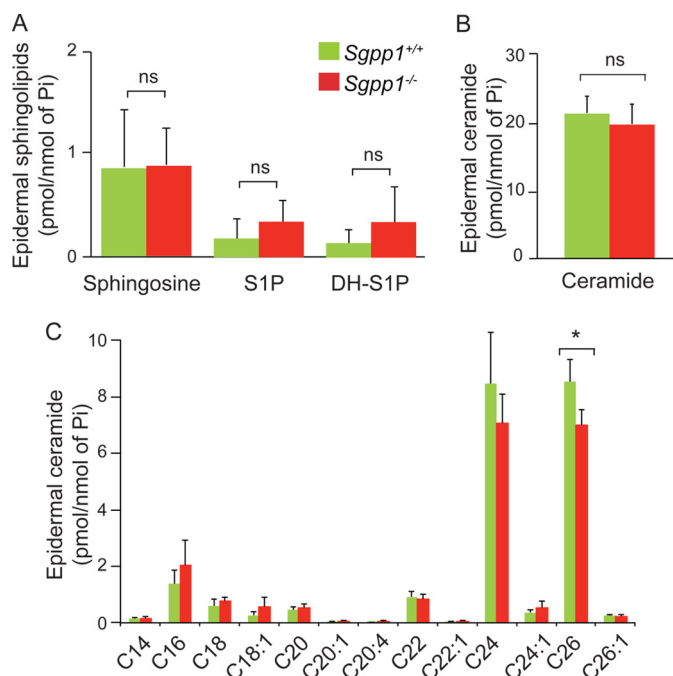 A
Epidermal sphingolipids
(pmol/nmol of Pi)
2
1
0
ns
ns
ns
Sgpp1+/+
Sgpp1-/-
Sphingosine
S1P
DH-S1P
B
Epidermal ceramide
(pmol/nmol of Pi)
30
20
10
0
ns
Ceramide
C
Epidermal ceramide
(pmol/nmol of Pi)
10
8
6
4
2
0
*
C14
C16
C18
C18:1
C20
C20:1
C20:4
C22
C22:1
C24
C24:1
C26
C26:1